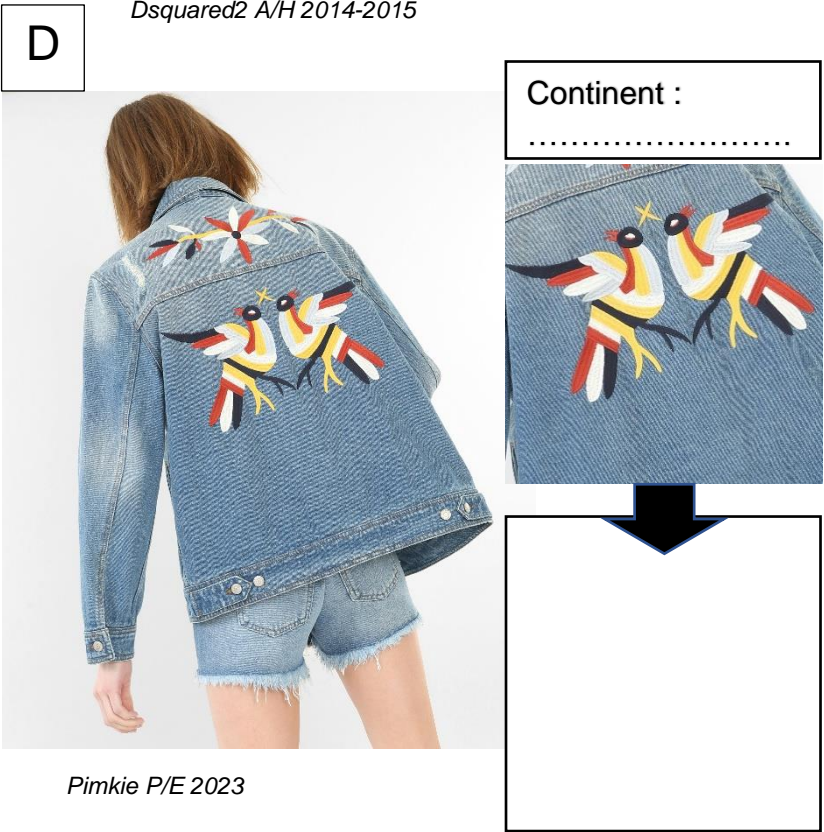 Dsquared2 A/H 2014-2015
D
Continent :
……………………..
Pimkie P/E 2023